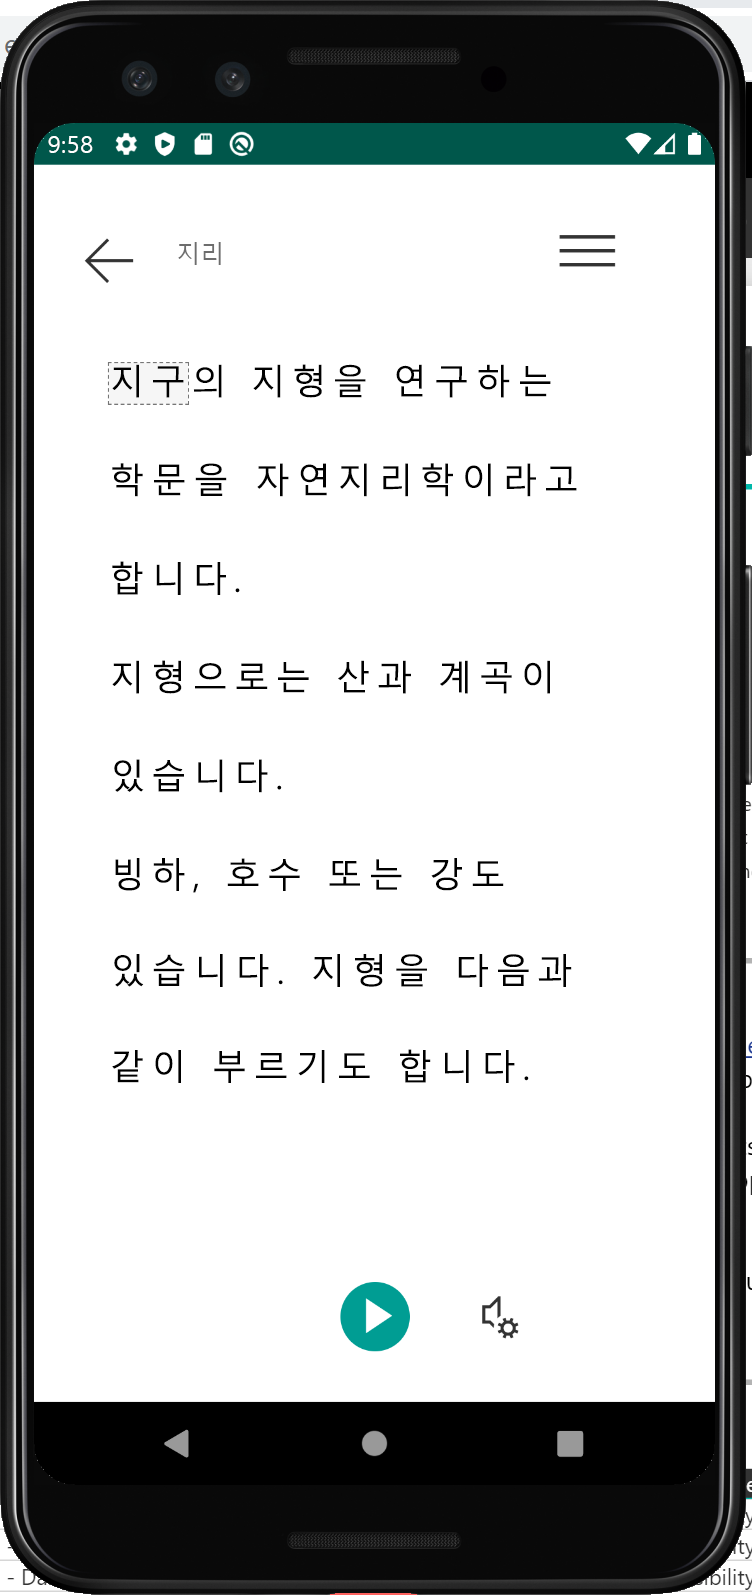 9:58
지리
지구의 지형을 연구하는
학문을 자연지리학이라고
합니다.
지형으로는 산과 계곡이
있습니다.
빙하, 호수 또는 강도
있습니다. 지형을 다음과
같이 부르기도 합니다.
- Da